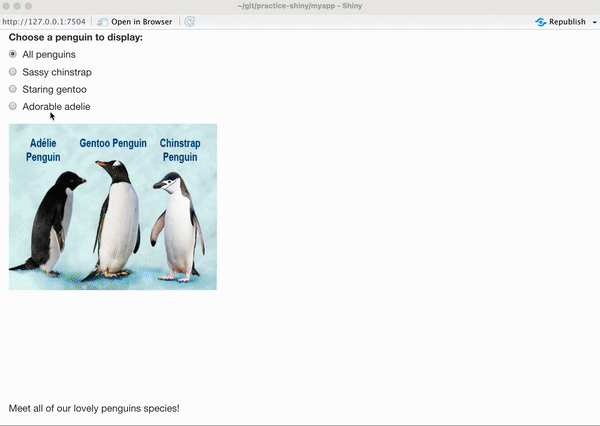 ~/git/practice-shiny/myapp - Shiny
http://127.0.0.1:7504 Open in Browser Republish
Choose a penguin to display:
All penguins
Sassy chinstrap
Staring gentoo
Adorable adelie
Adélie Penguin
Gentoo Penguin
Chinstrap Penguin
Meet all of our lovely penguins species!